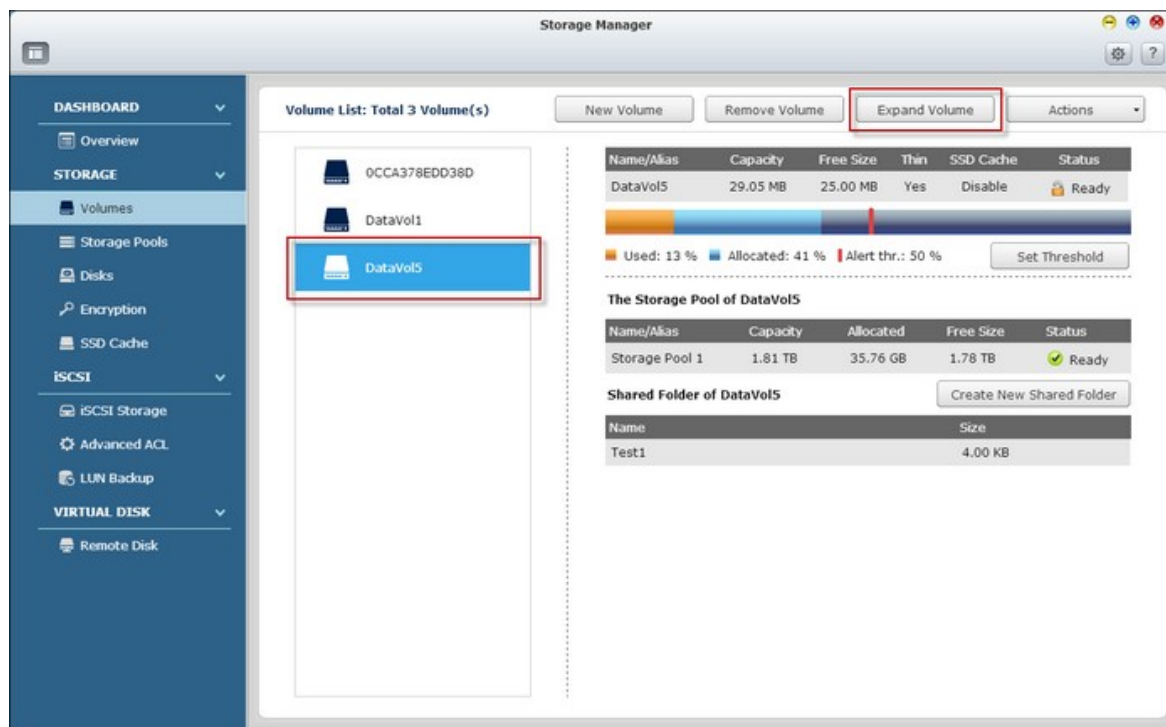 Storage Manager
?
DASHBOARD
Overview
STORAGE
Volumes
Storage Pools
Disks
Encryption
SSD Cache
iSCSI
iSCSI Storage
Advanced ACL
LUN Backup
VIRTUAL DISK
Remote Disk
Volume List: Total 3 Volume(s)
New Volume Remove Volume Expand Volume Actions
0CCA378EDD38D
DataVol1
DataVol5
Name/Alias Capacity Free Size Thin SSD Cache Status
DataVol5 29.05 MB 25.00 MB Yes Disable Ready
Used: 13 % Allocated: 41 % Alert thr.: 50 % Set Threshold
The Storage Pool of DataVol5
Name/Alias Capacity Allocated Free Size Status
Storage Pool 1 1.81 TB 35.76 GB 1.78 TB Ready
Shared Folder of DataVol5 Create New Shared Folder
Name Size
Test1 4.00 KB